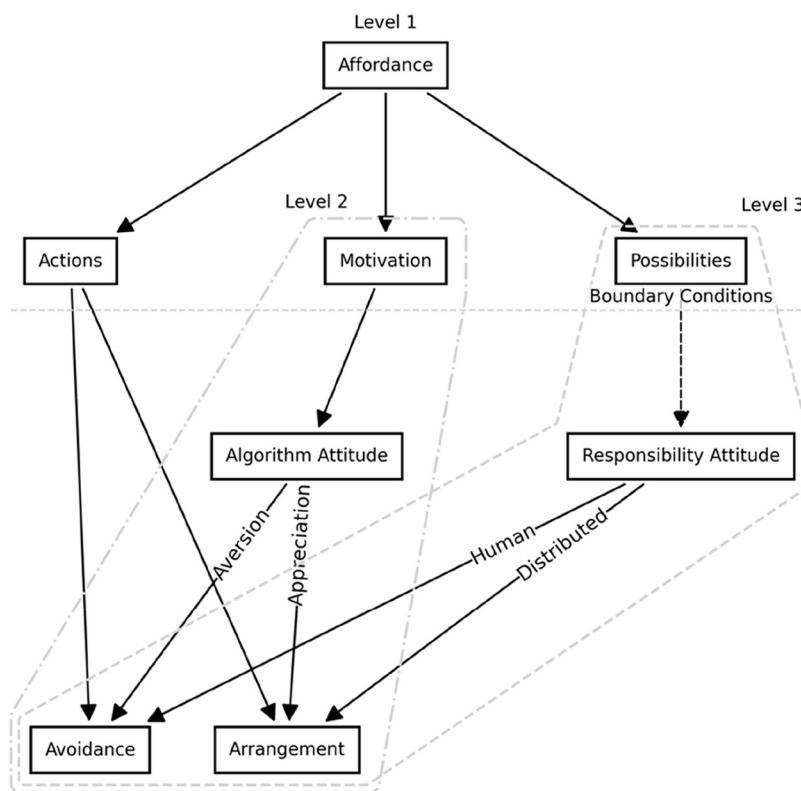 Level 1
Affordance
Level 2
Level 3
Actions
Motivation
Possibilities
Boundary Conditions
Algorithm Attitude
Responsibility Attitude
Aversion
Appreciation
Human
Distributed
Avoidance
Arrangement